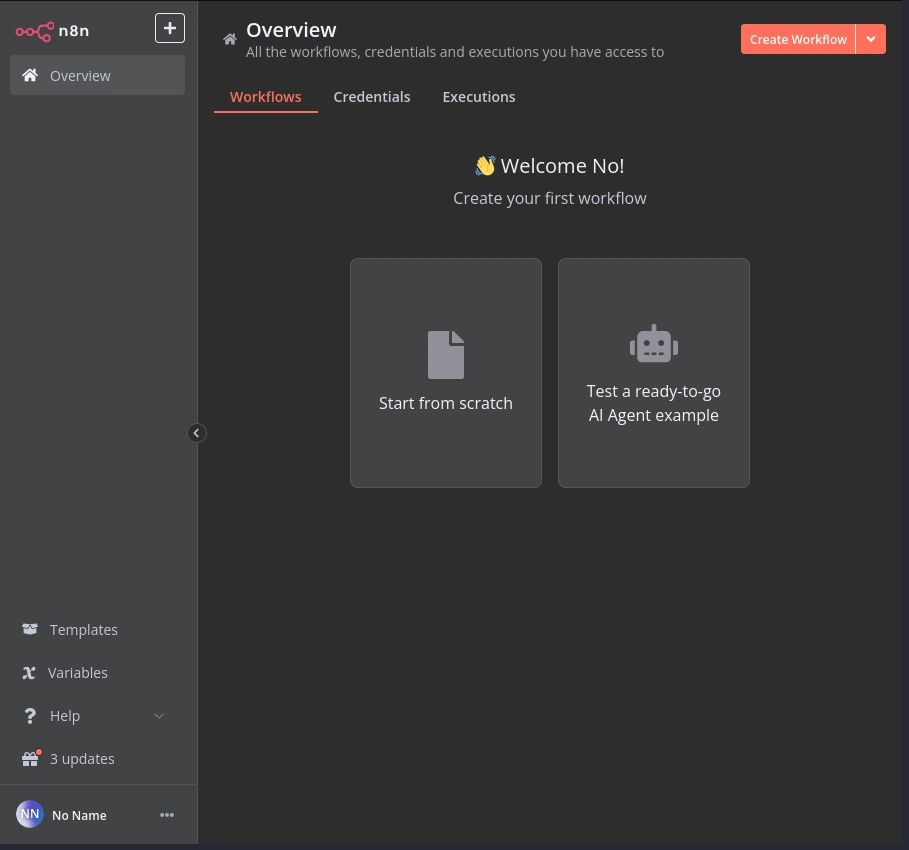 n8n
Overview
Templates
Variables
Help
3 updates
NN
No Name
Overview
All the workflows, credentials and executions you have access to
Create Workflow
Workflows
Credentials
Executions
👋 Welcome No!
Create your first workflow
Start from scratch
Test a ready-to-go
AI Agent example